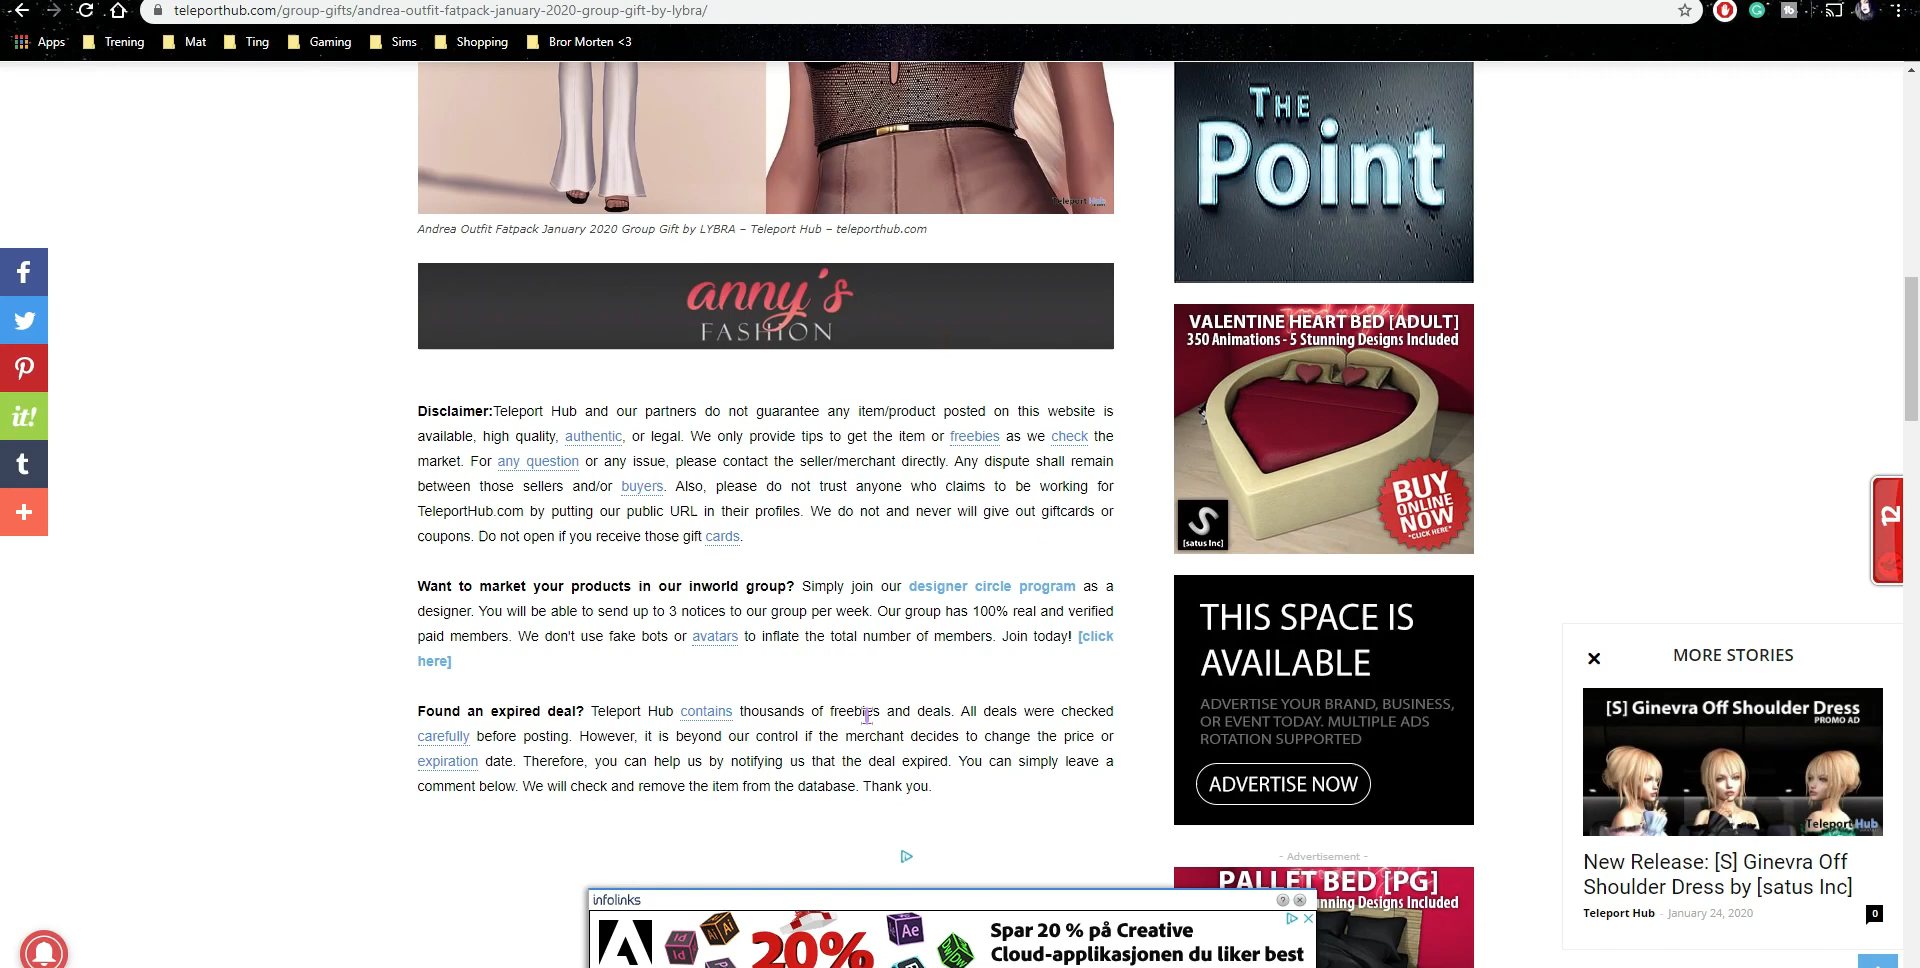 teleporthub.com/group-gifts/andrea-outfit-fatpack-january-2020-group-gift-by-lybra/
Apps Trening Mat Ting Gaming Sims Shopping Bror Morten <3
Teleport Hub
Andrea Outfit Fatpack January 2020 Group Gift by LYBRA – Teleport Hub – teleporthub.com
anny's
FASHION
Disclaimer:Teleport Hub and our partners do not guarantee any item/product posted on this website is
available, high quality, authentic, or legal. We only provide tips to get the item or freebies as we check the
market. For any question or any issue, please contact the seller/merchant directly. Any dispute shall remain
between those sellers and/or buyers. Also, please do not trust anyone who claims to be working for
TeleportHub.com by putting our public URL in their profiles. We do not and never will give out giftcards or
coupons. Do not open if you receive those gift cards.
Want to market your products in our inworld group? Simply join our designer circle program as a
designer. You will be able to send up to 3 notices to our group per week. Our group has 100% real and verified
paid members. We don't use fake bots or avatars to inflate the total number of members. Join today! [click
here]
Found an expired deal? Teleport Hub contains thousands of freebies and deals. All deals were checked
carefully before posting. However, it is beyond our control if the merchant decides to change the price or
expiration date. Therefore, you can help us by notifying us that the deal expired. You can simply leave a
comment below. We will check and remove the item from the database. Thank you.
it!
THE
Point
VALENTINE HEART BED [ADULT]
350 Animations - 5 Stunning Designs Included
BUY
ONLINE
NOW
*CLICK HERE*
[satus Inc]
THIS SPACE IS
AVAILABLE
ADVERTISE YOUR BRAND, BUSINESS,
OR EVENT TODAY. MULTIPLE ADS
ROTATION SUPPORTED
ADVERTISE NOW
- Advertisement -
PALLET BED [PG]
unning Designs Included
infolinks
Id
Ai
Ae
Dw
20%
Spar 20 % på Creative
Cloud-applikasjonen du liker best
12
MORE STORIES
[S] Ginevra Off Shoulder Dress
PROMO AD
Teleport Hub
New Release: [S] Ginevra Off
Shoulder Dress by [satus Inc]
Teleport Hub - January 24, 2020 0